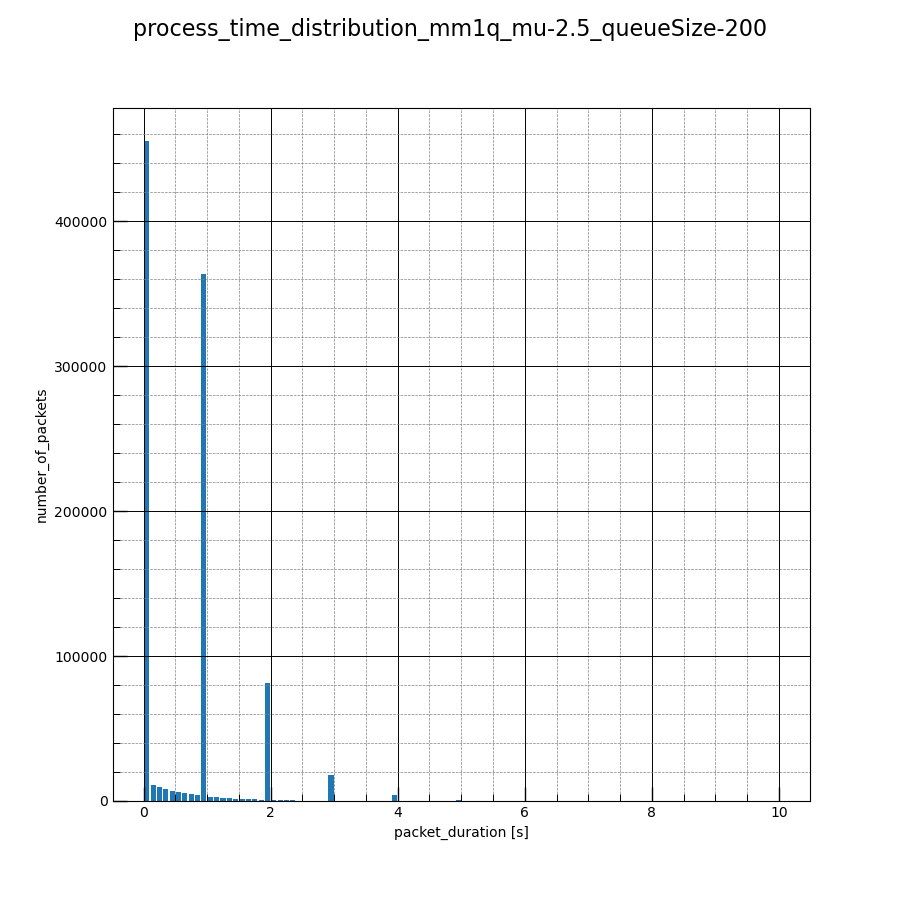 process_time_distribution_mm1q_mu-2.5_queueSize-200
400000
300000
200000
100000
0
number_of_packets
0 2 4 6 8 10
packet_duration [s]